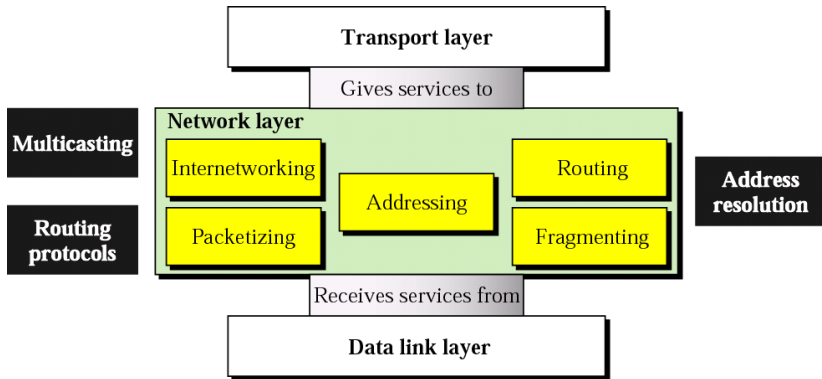 Transport layer
Gives services to
Multicasting
Network layer
Internetworking
Routing
Addressing
Address
resolution
Routing
protocols
Packetizing
Fragmenting
Receives services from
Data link layer